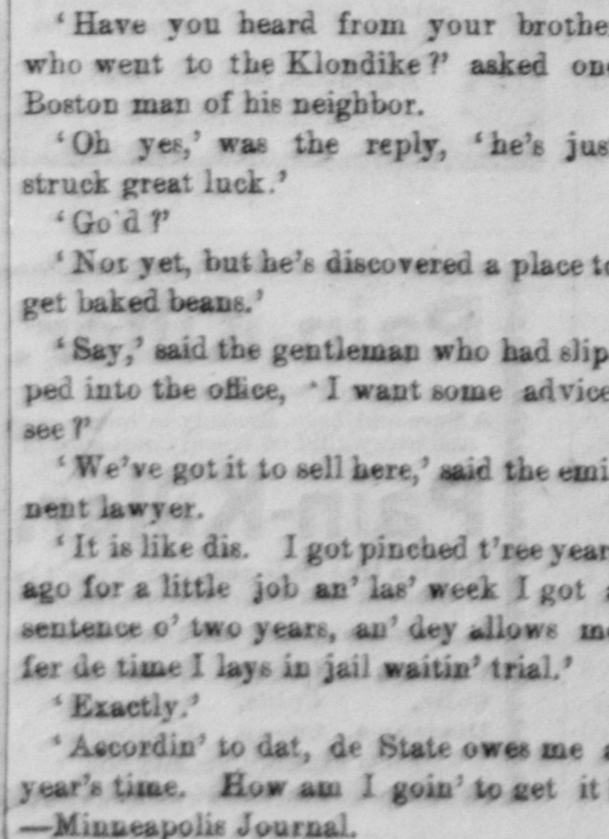 'Have you heard from your brothe
who went to the Klondike?' asked on
Boston man of his neighbor.
'Oh yes,' was the reply, 'he's jus
struck great luck.'
'Go d?'
'Not yet, but he's discovered a place to
get baked beans.'
'Say,' said the gentleman who had slip-
ped into the office, 'I want some advice
see?'
'We've got it to sell here,' said the emi
nent lawyer.
'It is like dis. I got pinched t'ree year
ago for a little job an' las' week I got a
sentence o' two years, an' dey allows me
fer de time I lays in jail waitin' trial.'
'Exactly.'
'Accordin' to dat, de State owes me a
year's time. How am I goin' to get it
—Minneapolis Journal.